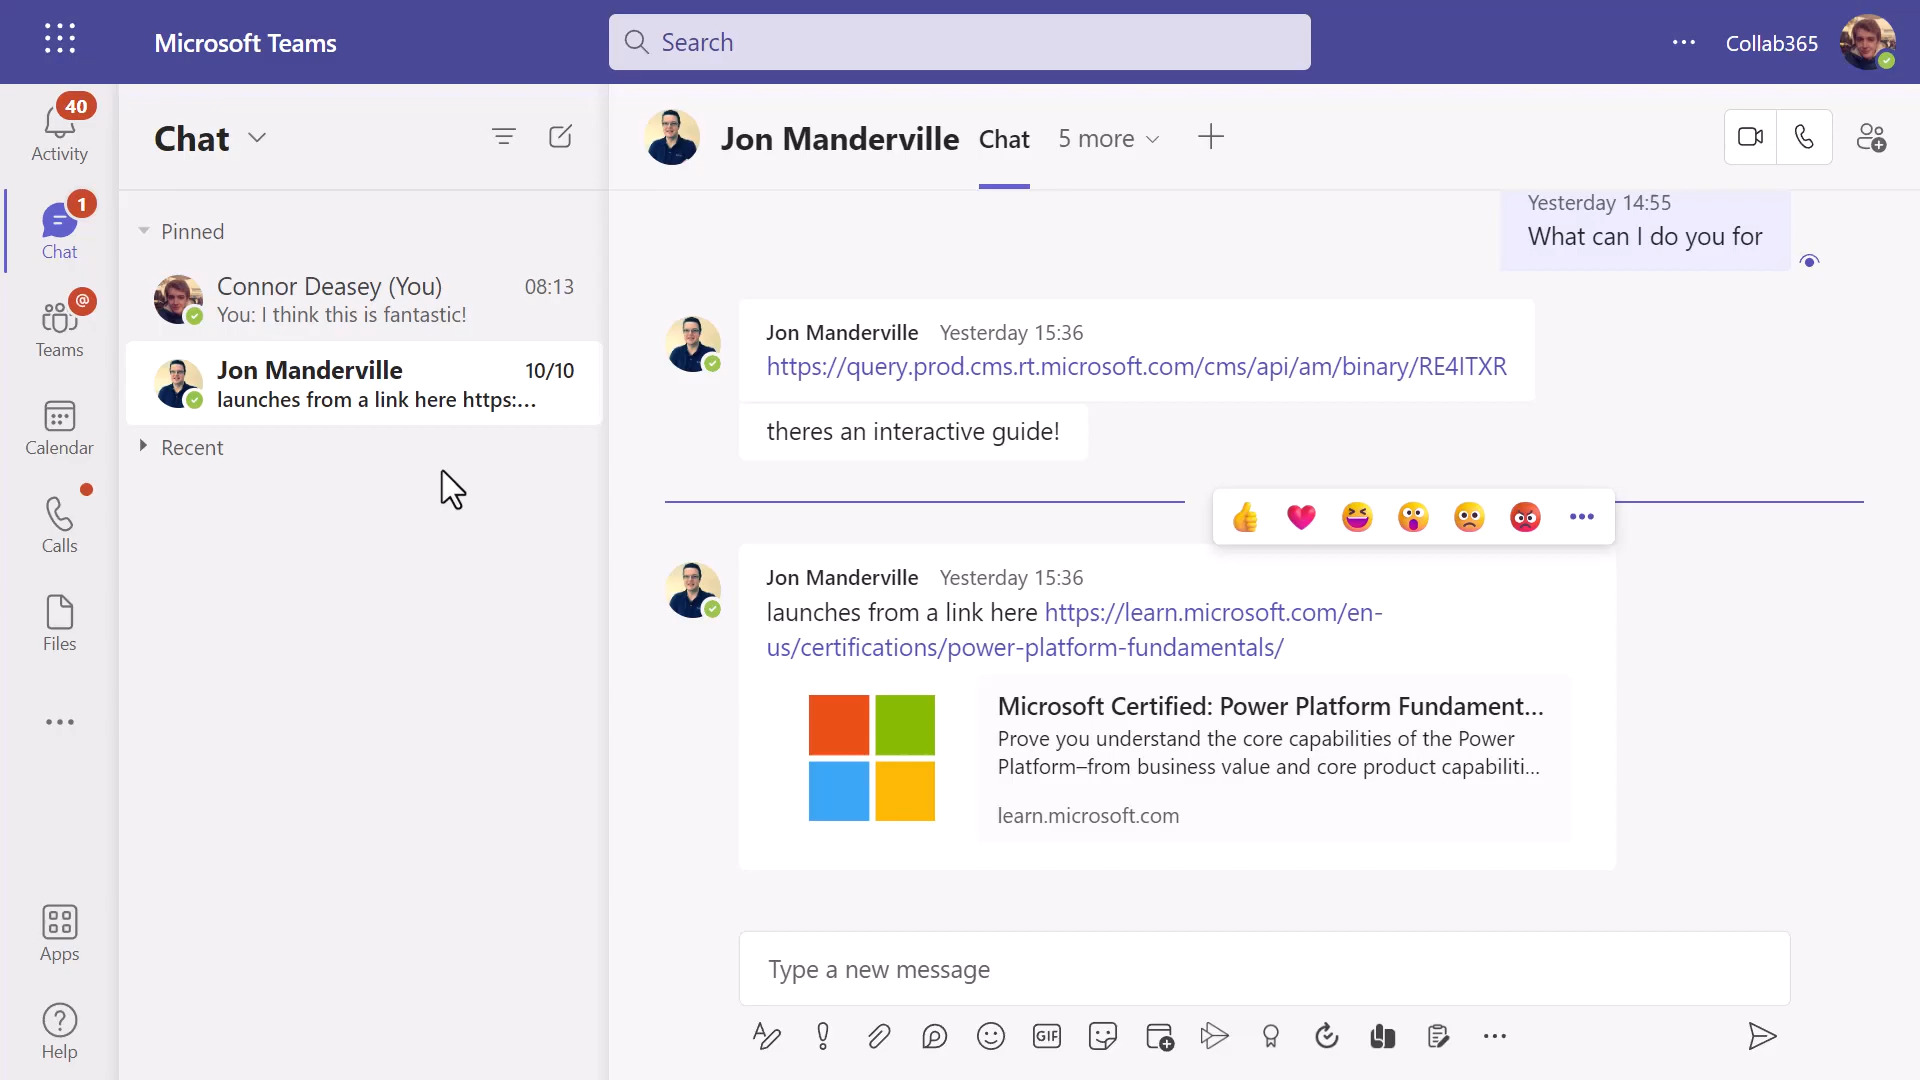 Microsoft Teams
Search
Collab365
40
Activity
1
Chat
@
Teams
Calendar
Calls
Files
Apps
Help
Chat
Pinned
Connor Deasy (You) 08:13
You: I think this is fantastic!
Jon Manderville 10/10
launches from a link here https:...
Recent
Jon Manderville Chat 5 more
Yesterday 14:55
What can I do you for
Jon Manderville Yesterday 15:36
https://query.prod.cms.rt.microsoft.com/cms/api/am/binary/RE4ITXR
theres an interactive guide!
Jon Manderville Yesterday 15:36
launches from a link here https://learn.microsoft.com/en-
us/certifications/power-platform-fundamentals/
Microsoft Certified: Power Platform Fundament...
Prove you understand the core capabilities of the Power
Platform–from business value and core product capabiliti...
learn.microsoft.com
Type a new message
GIF